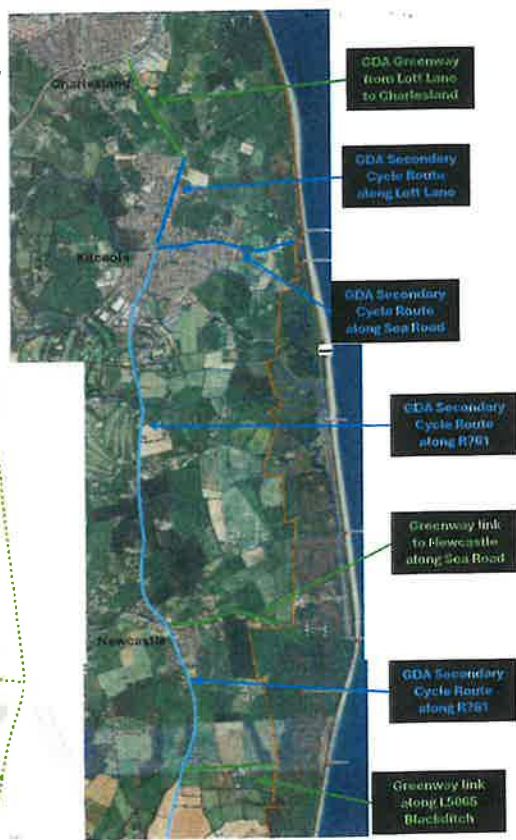 GDA Greenway
from Lott Lane
to Charlesland
Charlesland
GDA Secondary
Cycle Route
along Lott Lane
Kilcoole
GDA Secondary
Cycle Route
along Sea Road
GDA Secondary
Cycle Route
along R761
Greenway link
to Newcastle
along Sea Road
Newcastle
GDA Secondary
Cycle Route
along R761
Greenway link
along L5065
Blackditch